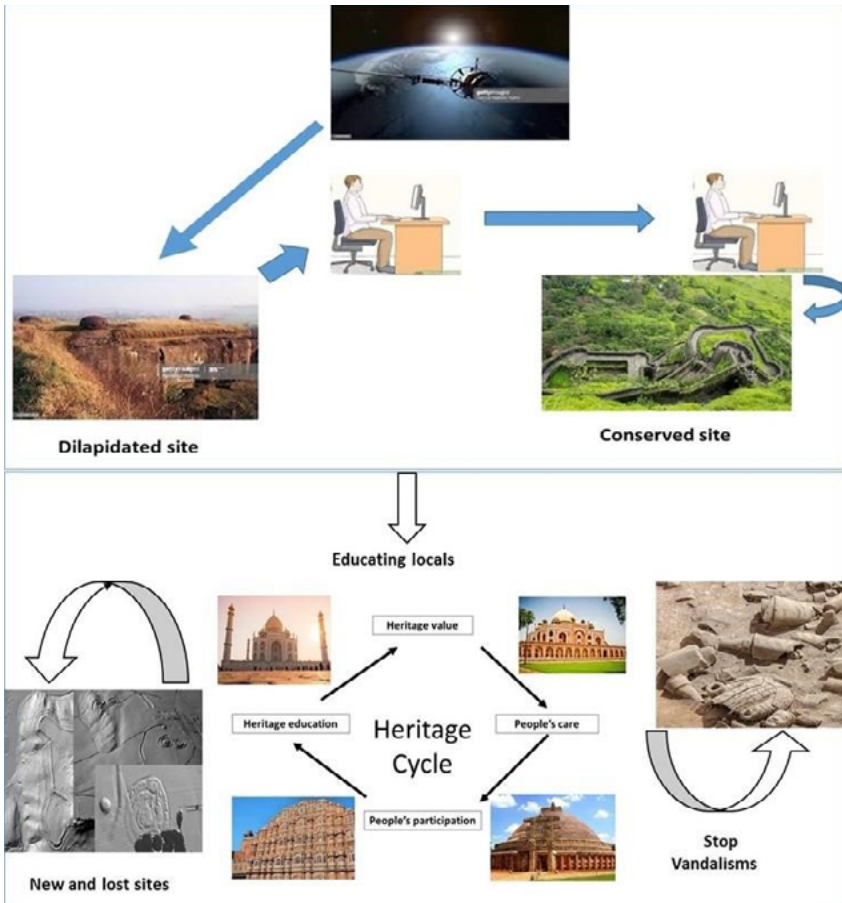 gettyimages
Dilapidated site
Conserved site
Educating locals
Heritage value
Heritage education
People's care
Heritage
Cycle
People's participation
New and lost sites
Stop
Vandalisms